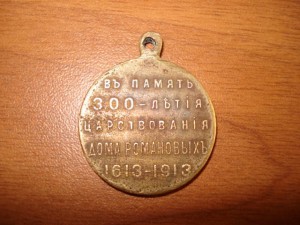 ВЪ ПАМЯТЬ
300-ЛѢТІЯ
ЦАРСТВОВАНІЯ
ДОМА РОМАНОВЫХЪ
1613-1913